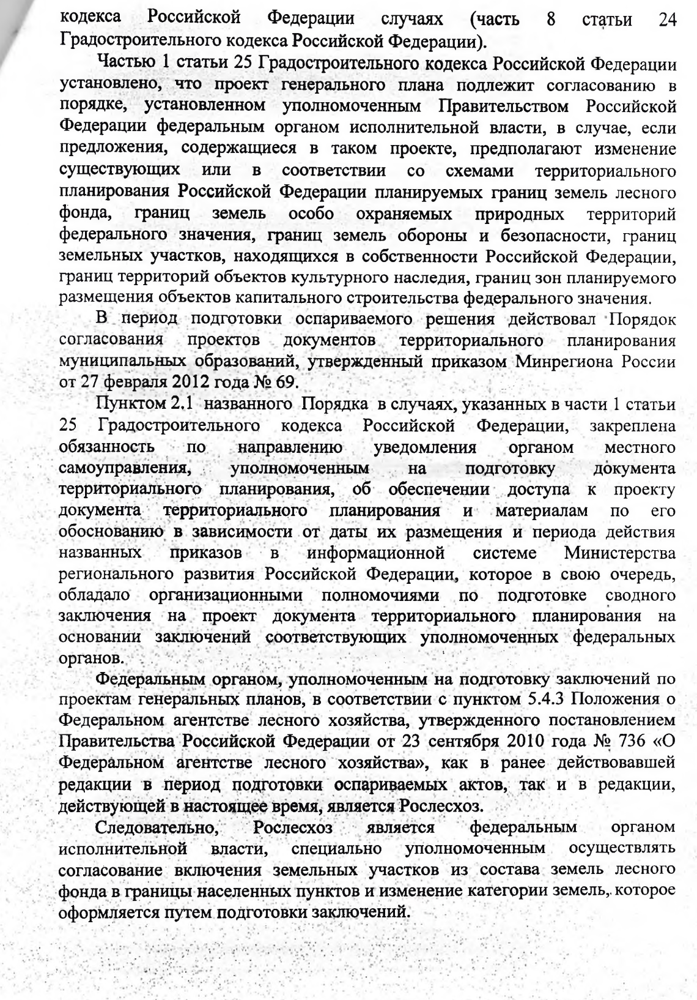 кодекса Российской Федерации случаях (часть 8 статьи 24
Градостроительного кодекса Российской Федерации).
Частью 1 статьи 25 Градостроительного кодекса Российской Федерации
установлено, что проект генерального плана подлежит согласованию в
порядке, установленном уполномоченным Правительством Российской
Федерации федеральным органом исполнительной власти, в случае, если
предложения, содержащиеся в таком проекте, предполагают изменение
существующих или в соответствии со схемами территориального
планирования Российской Федерации планируемых границ земель лесного
фонда, границ земель особо охраняемых природных территорий
федерального значения, границ земель обороны и безопасности, границ
земельных участков, находящихся в собственности Российской Федерации,
границ территорий объектов культурного наследия, границ зон планируемого
размещения объектов капитального строительства федерального значения.
В период подготовки оспариваемого решения действовал Порядок
согласования проектов документов территориального планирования
муниципальных образований, утвержденный приказом Минрегиона России
от 27 февраля 2012 года № 69.
Пунктом 2.1 названного Порядка в случаях, указанных в части 1 статьи
25 Градостроительного кодекса Российской Федерации, закреплена
обязанность по направлению уведомления органом местного
самоуправления, уполномоченным на подготовку документа
территориального планирования, об обеспечении доступа к проекту
документа территориального планирования и материалам по его
обоснованию в зависимости от даты их размещения и периода действия
названных приказов в информационной системе Министерства
регионального развития Российской Федерации, которое в свою очередь,
обладало организационными полномочиями по подготовке сводного
заключения на проект документа территориального планирования на
основании заключений соответствующих уполномоченных федеральных
органов.
Федеральным органом, уполномоченным на подготовку заключений по
проектам генеральных планов, в соответствии с пунктом 5.4.3 Положения о
Федеральном агентстве лесного хозяйства, утвержденного постановлением
Правительства Российской Федерации от 23 сентября 2010 года № 736 «О
Федеральном агентстве лесного хозяйства», как в ранее действовавшей
редакции в период подготовки оспариваемых актов, так и в редакции,
действующей в настоящее время, является Рослесхоз.
Следовательно, Рослесхоз является федеральным органом
исполнительной власти, специально уполномоченным осуществлять
согласование включения земельных участков из состава земель лесного
фонда в границы населенных пунктов и изменение категории земель, которое
оформляется путем подготовки заключений.